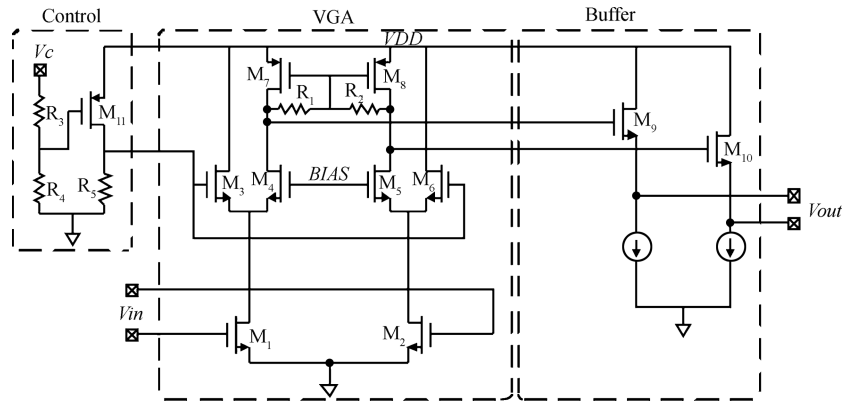 Control
VGA
Buffer
Vc
VDD
M7
M8
R3
M11
R1
R2
M9
M10
R4
R5
M3
M4
BIAS
M5
M6
Vout
Vin
M1
M2